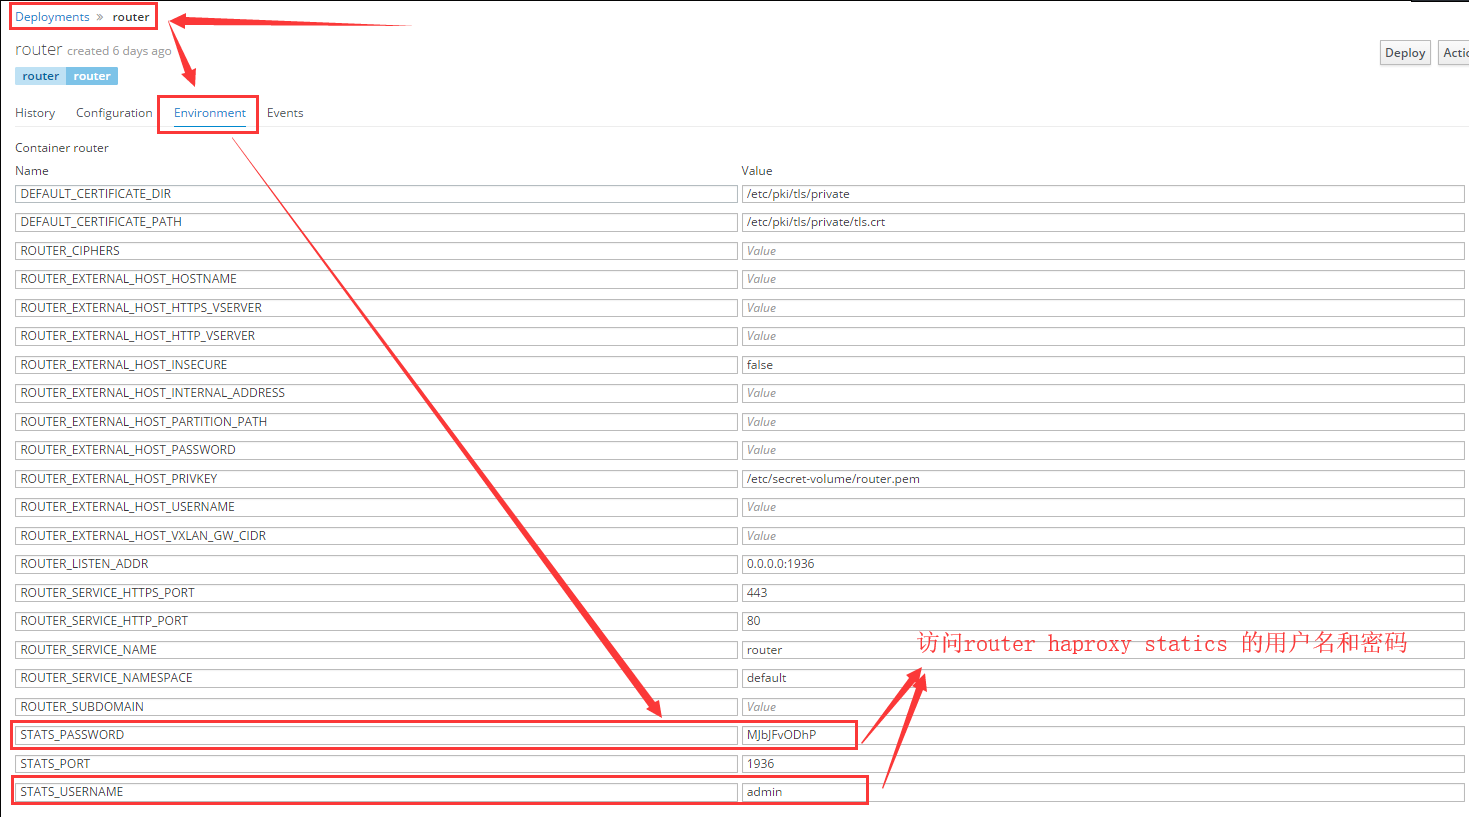 Deployments » router
router created 6 days ago
Deploy Actio
router router
History Configuration Environment Events
Container router
Name Value
DEFAULT_CERTIFICATE_DIR /etc/pki/tls/private
DEFAULT_CERTIFICATE_PATH /etc/pki/tls/private/tls.crt
ROUTER_CIPHERS Value
ROUTER_EXTERNAL_HOST_HOSTNAME Value
ROUTER_EXTERNAL_HOST_HTTPS_VSERVER Value
ROUTER_EXTERNAL_HOST_HTTP_VSERVER Value
ROUTER_EXTERNAL_HOST_INSECURE false
ROUTER_EXTERNAL_HOST_INTERNAL_ADDRESS Value
ROUTER_EXTERNAL_HOST_PARTITION_PATH Value
ROUTER_EXTERNAL_HOST_PASSWORD Value
ROUTER_EXTERNAL_HOST_PRIVKEY /etc/secret-volume/router.pem
ROUTER_EXTERNAL_HOST_USERNAME Value
ROUTER_EXTERNAL_HOST_VXLAN_GW_CIDR Value
ROUTER_LISTEN_ADDR 0.0.0.0:1936
ROUTER_SERVICE_HTTPS_PORT 443
ROUTER_SERVICE_HTTP_PORT 80
访问router haproxy statics 的用户名和密码
ROUTER_SERVICE_NAME router
ROUTER_SERVICE_NAMESPACE default
ROUTER_SUBDOMAIN Value
STATS_PASSWORD MJbJFvODhP
STATS_PORT 1936
STATS_USERNAME admin